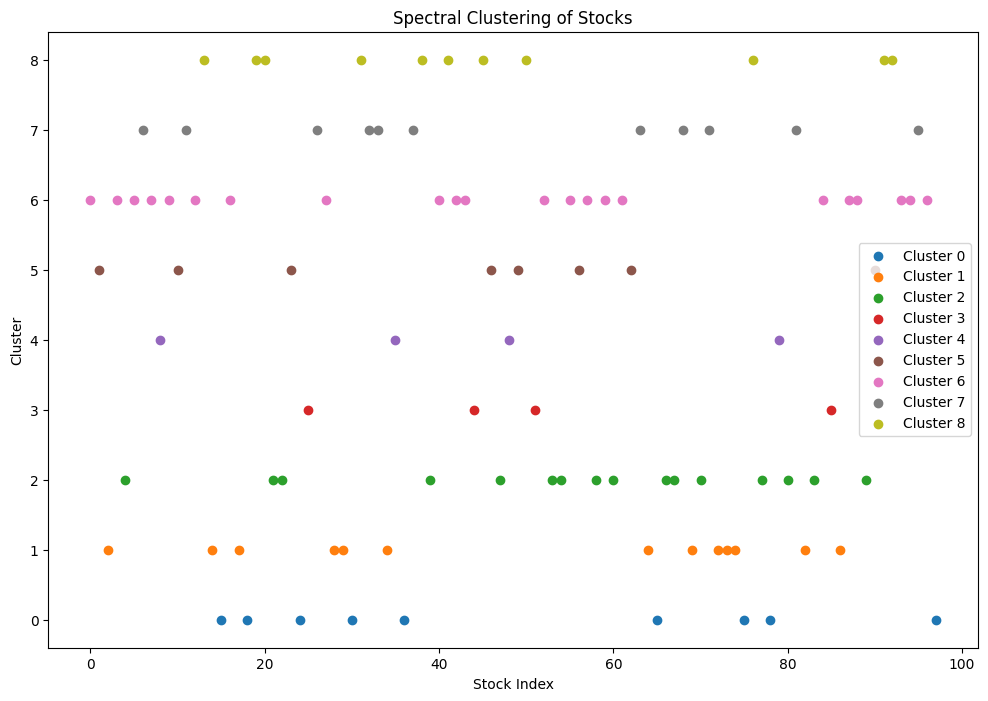 Spectral Clustering of Stocks
8
7
6
5
4
3
2
1
0
Cluster
Cluster 0
Cluster 1
Cluster 2
Cluster 3
Cluster 4
Cluster 5
Cluster 6
Cluster 7
Cluster 8
0 20 40 60 80 100
Stock Index